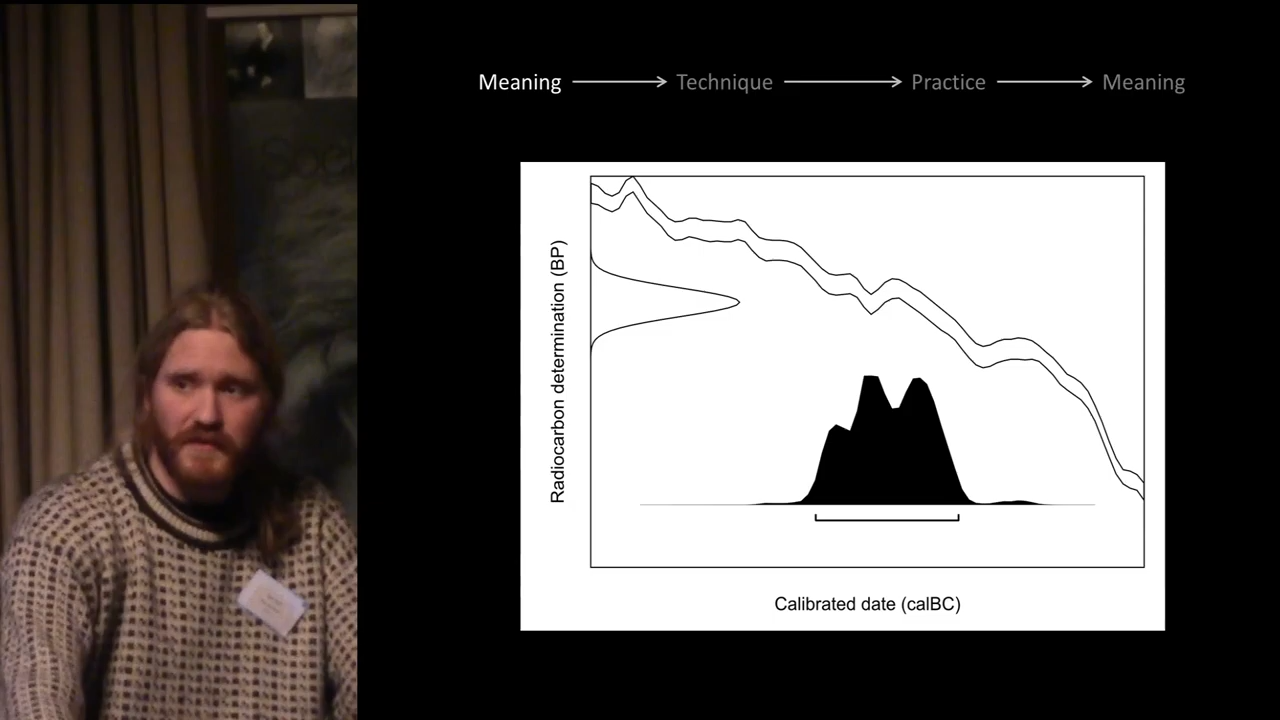 Meaning Technique Practice Meaning
Radiocarbon determination (BP)
Calibrated date (calBC)